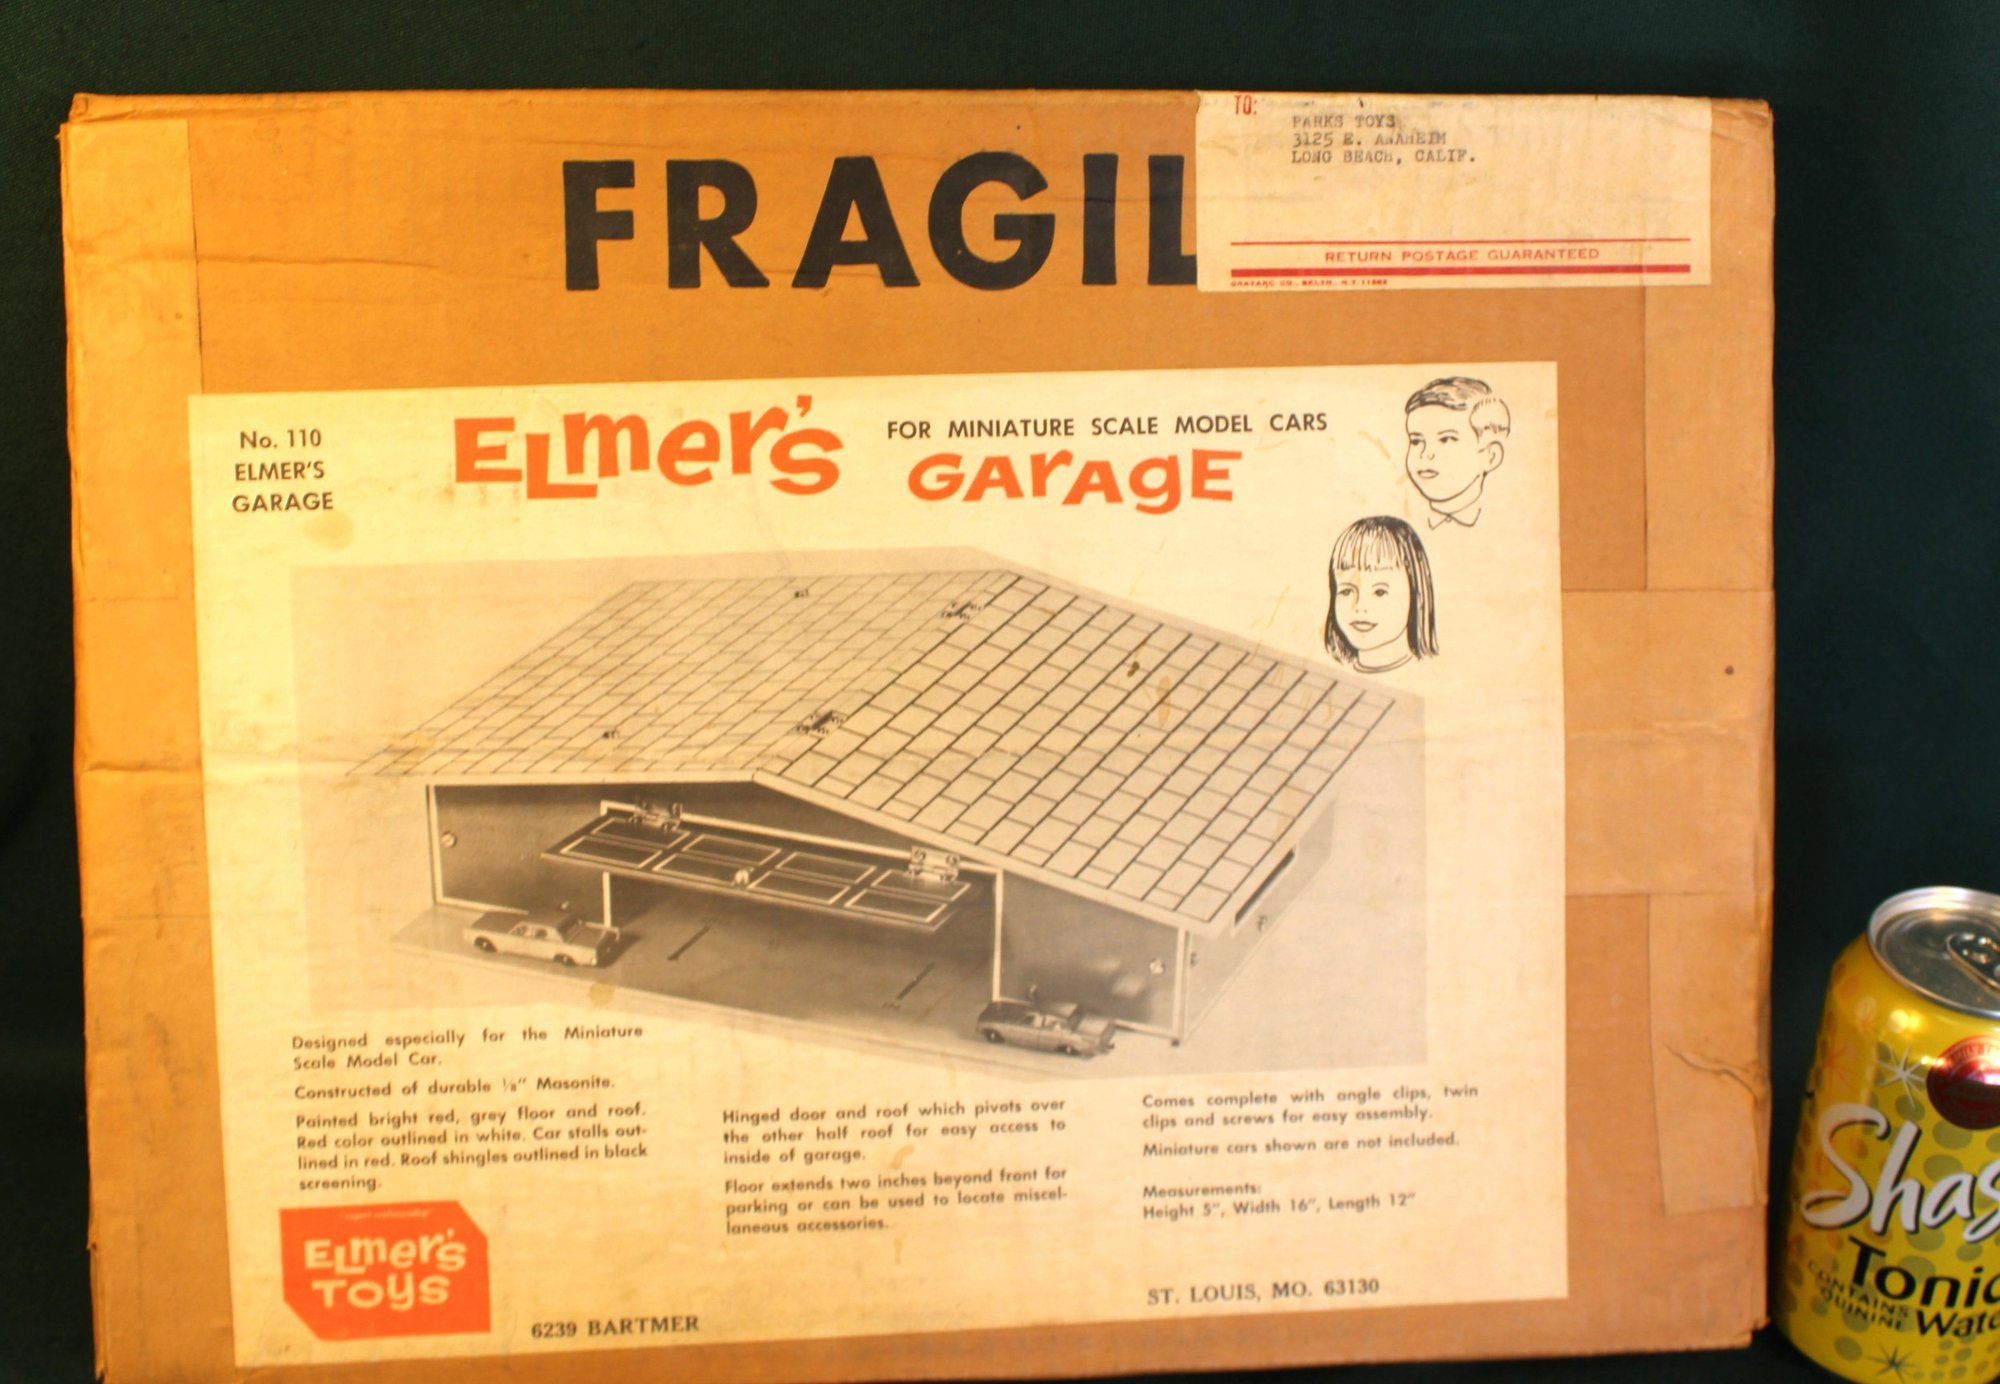 TO:
PARKS TOYS
3125 E. ANAHEIM
LONG BEACH, CALIF.
FRAGIL
RETURN POSTAGE GUARANTEED
No. 110
ELMER'S
GARAGE
ELmer's
FOR MINIATURE SCALE MODEL CARS
GArAgE
Designed especially for the Miniature
Scale Model Car.
Constructed of durable 1/8" Masonite.
Painted bright red, grey floor and roof.
Red color outlined in white. Car stalls out-
lined in red. Roof shingles outlined in black
screening.
Hinged door and roof which pivots over
the other half roof for easy access to
inside of garage.
Floor extends two inches beyond front for
parking or can be used to locate miscel-
laneous accessories.
Comes complete with angle clips, twin
clips and screws for easy assembly.
Miniature cars shown are not included.
Measurements:
Height 5", Width 16", Length 12"
ELmer's
TOys
6239 BARTMER
ST. LOUIS, MO. 63130
Shas
Tonic
CONTAINS
QUININE
Wate